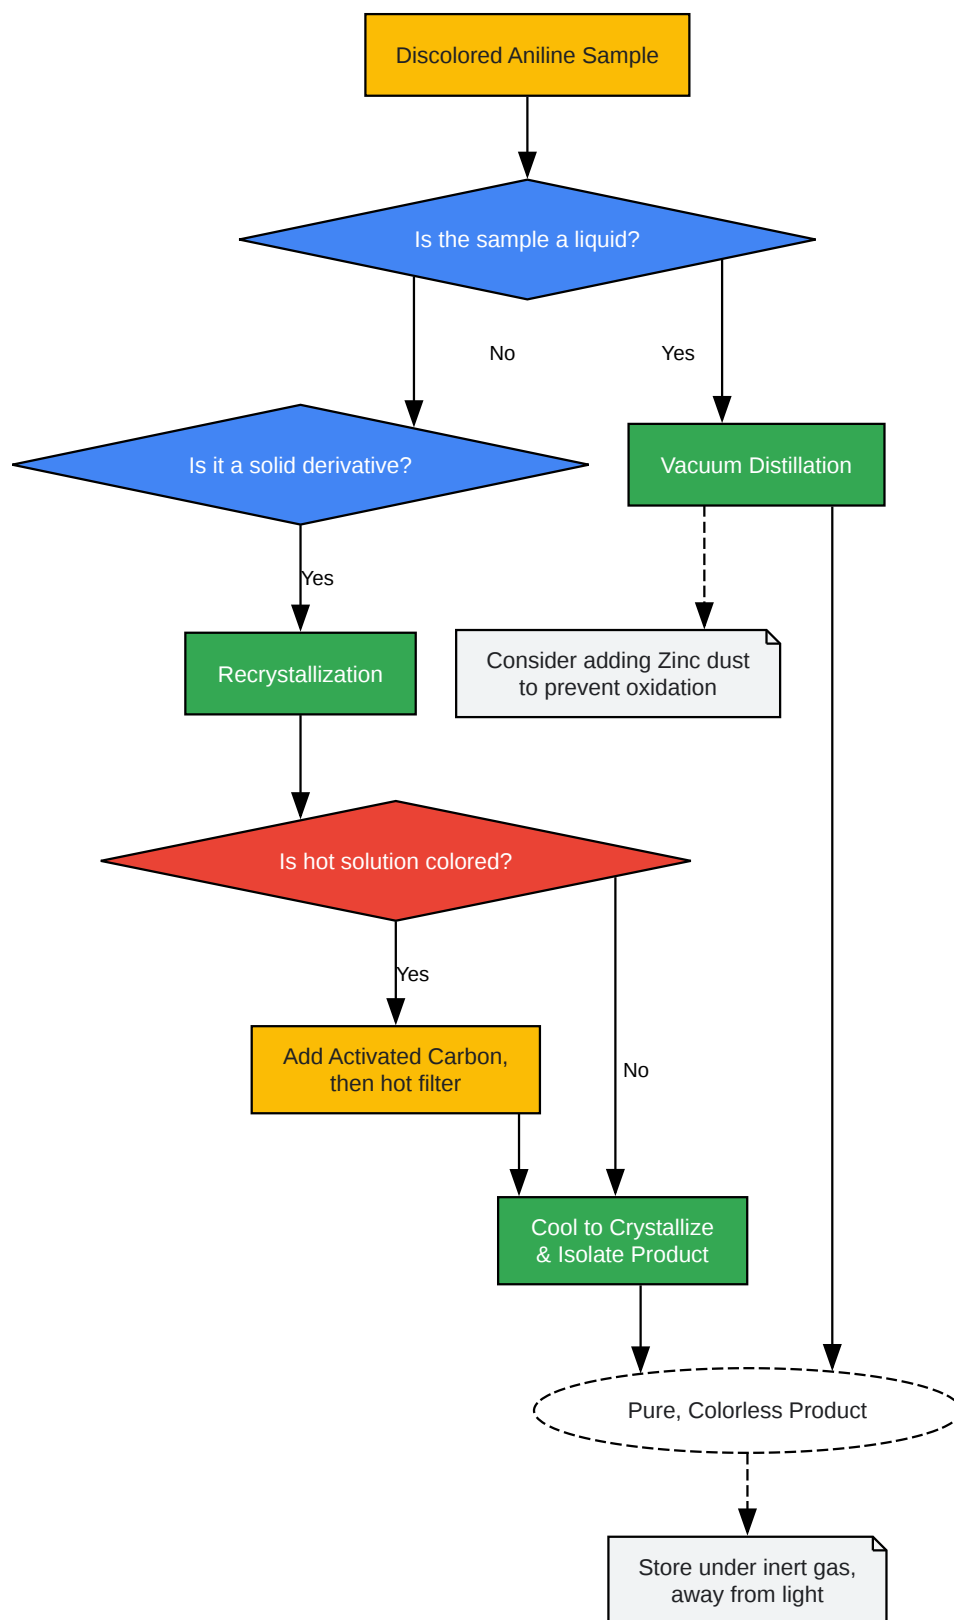 Discolored Aniline Sample
Is the sample a liquid?
No
Yes
Is it a solid derivative?
Vacuum Distillation
Yes
Recrystallization
Consider adding Zinc dust
to prevent oxidation
Is hot solution colored?
Yes
Add Activated Carbon,
then hot filter
No
Cool to Crystallize
& Isolate Product
Pure, Colorless Product
Store under inert gas,
away from light